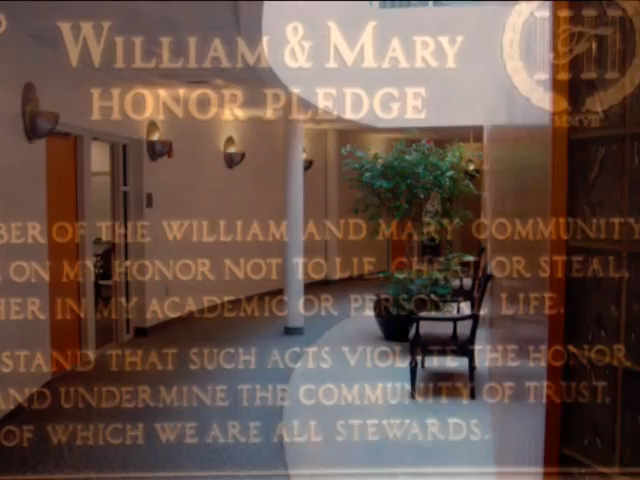 WILLIAM & MARY
HONOR PLEDGE
MMVII
BER OF THE WILLIAM AND MARY COMMUNITY
ON MY HONOR NOT TO LIE, CHEAT OR STEAL,
HER IN MY ACADEMIC OR PERSONAL LIFE.
STAND THAT SUCH ACTS VIOLATE THE HONOR
AND UNDERMINE THE COMMUNITY OF TRUST,
OF WHICH WE ARE ALL STEWARDS.